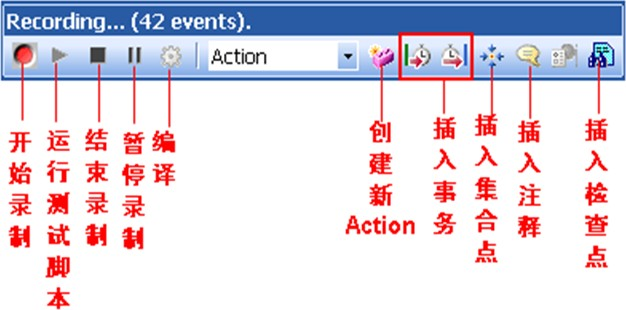 Recording... (42 events).
Action
开始录制
运行测试脚本
结束录制
暂停录制
编译
创建新Action
插入事务
插入集合点
插入注释
插入检查点